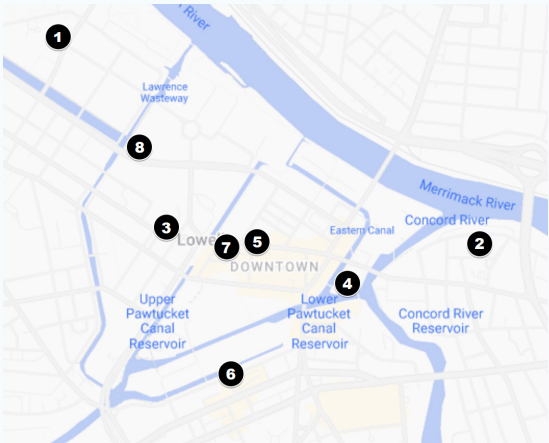 River
1
Lawrence
Wasteway
8
Merrimack River
Concord River
3
Lowell
7
5
Eastern Canal
2
DOWNTOWN
4
Upper
Pawtucket
Canal
Reservoir
Lower
Pawtucket
Canal
Reservoir
Concord River
Reservoir
6